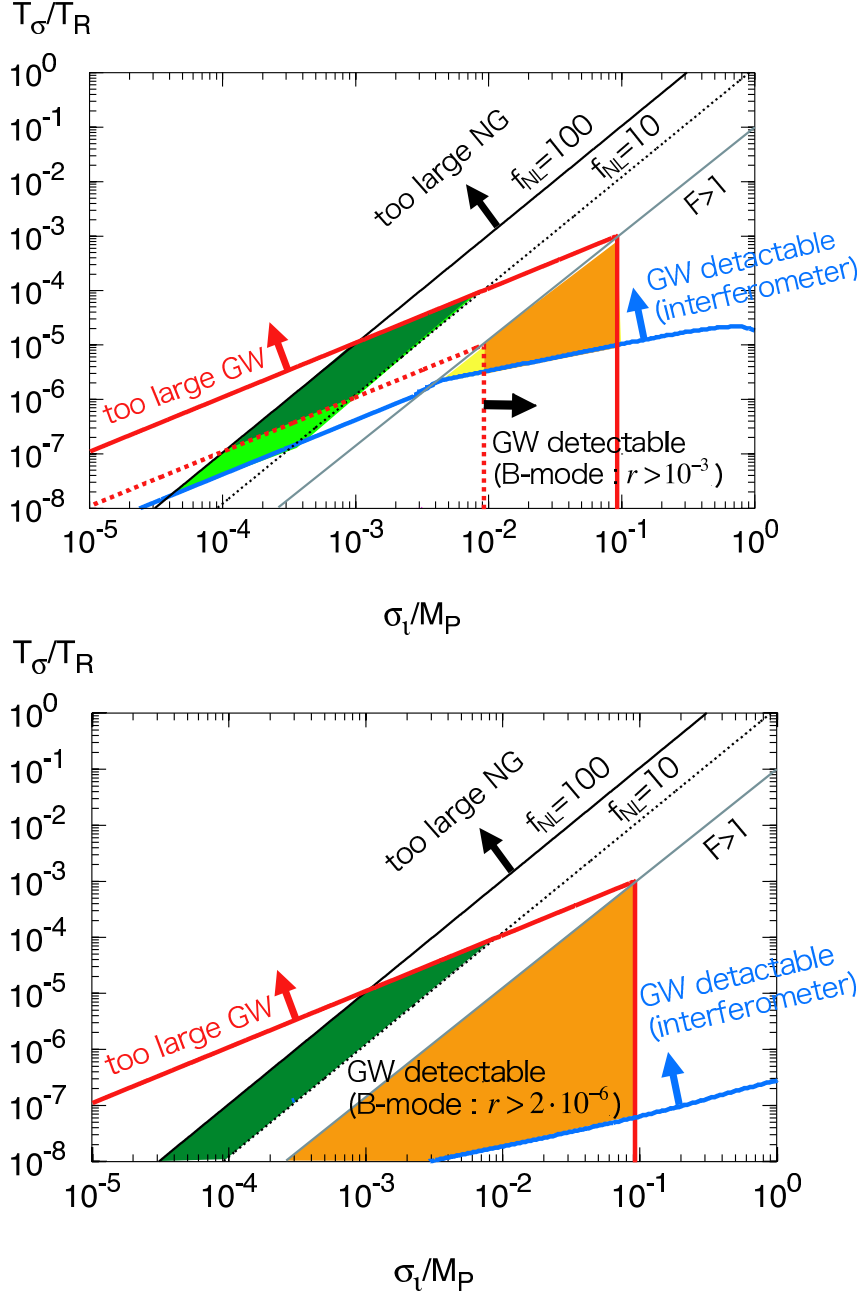 T_σ/T_R
10^0
10^-1
10^-2
10^-3
10^-4
10^-5
10^-6
10^-7
10^-8
too large NG
f_NL=100
f_NL=10
F>1
GW detactable
(interferometer)
too large GW
GW detectable
(B-mode : r > 10^-3)
10^-5 10^-4 10^-3 10^-2 10^-1 10^0
σ_ι/M_P
T_σ/T_R
10^0
10^-1
10^-2
10^-3
10^-4
10^-5
10^-6
10^-7
10^-8
too large NG
f_NL=100
f_NL=10
F>1
GW detactable
(interferometer)
too large GW
GW detectable
(B-mode : r > 2·10^-6)
10^-5 10^-4 10^-3 10^-2 10^-1 10^0
σ_ι/M_P